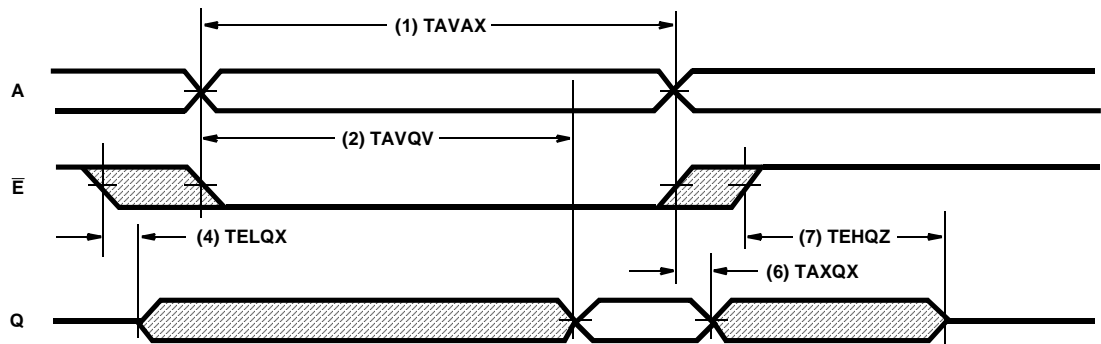 (1) TAVAX
A
(2) TAVQV
E̅
(4) TELQX
(7) TEHQZ
(6) TAXQX
Q